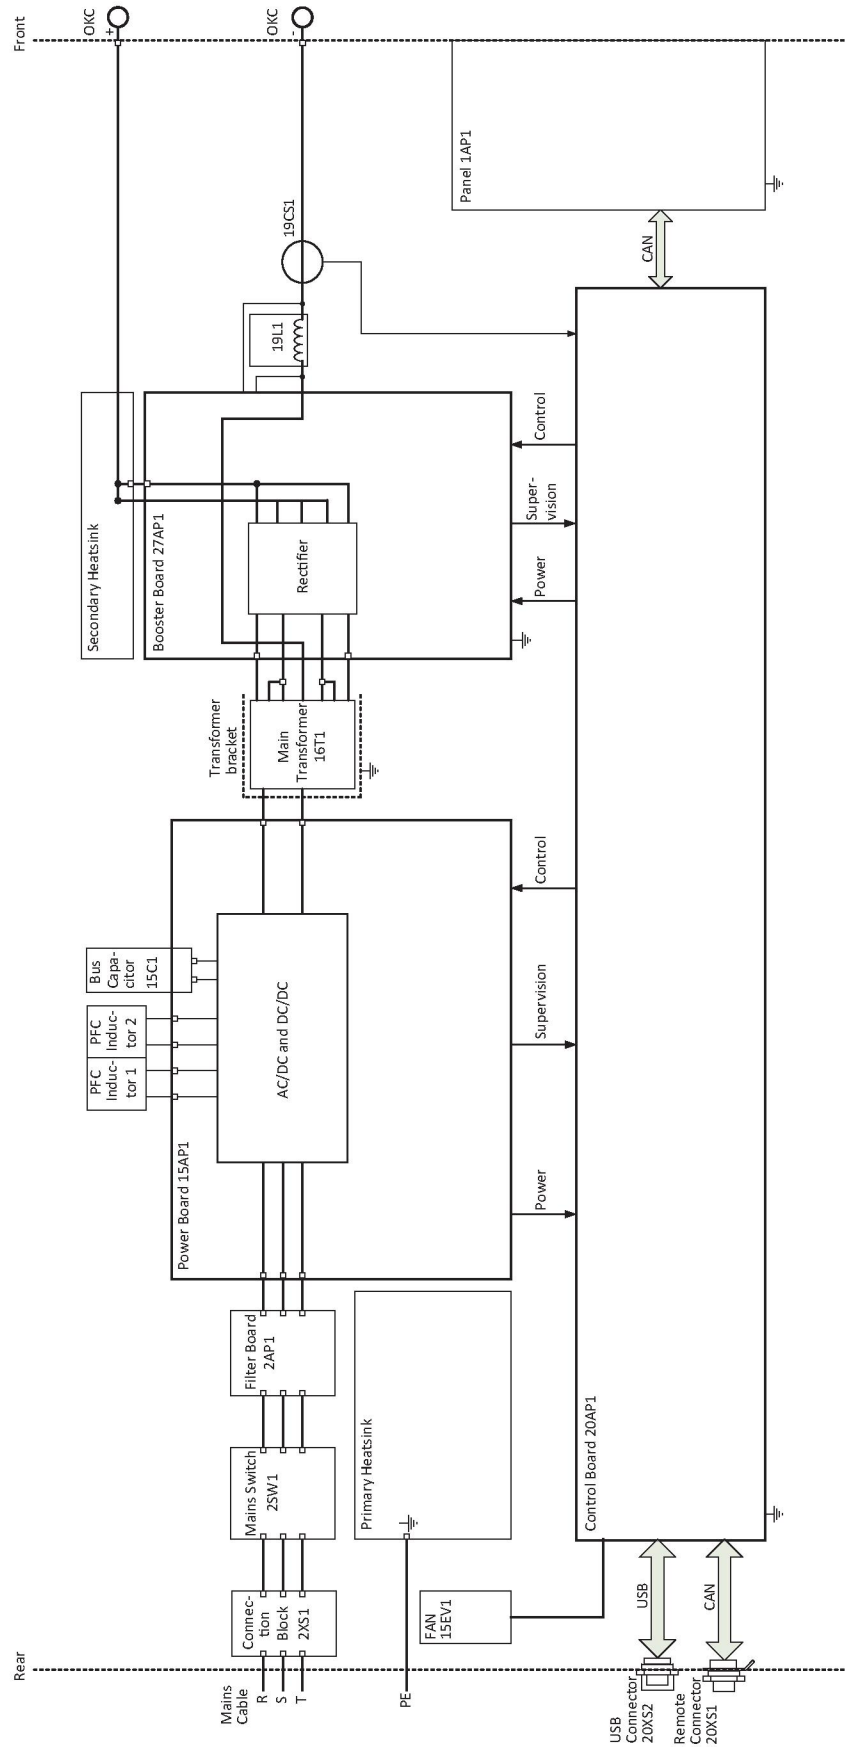 Rear
Front
Mains
Cable
R
S
T
PE
Connec-
tion
Block
2XS1
Mains Switch
2SW1
Filter Board
2AP1
Primary Heatsink
FAN
15EV1
USB
Connector
20XS2
Remote
Connector
20XS1
USB
CAN
Power Board 15AP1
PFC
Induc-
tor 1
PFC
Induc-
tor 2
Bus
Capa-
citor
15C1
AC/DC and DC/DC
Power
Supervision
Control
Transformer
bracket
Main
Transformer
16T1
Secondary Heatsink
Booster Board 27AP1
Rectifier
Power
Super-
vision
Control
19L1
19CS1
OKC
+
OKC
-
Control Board 20AP1
CAN
Panel 1AP1